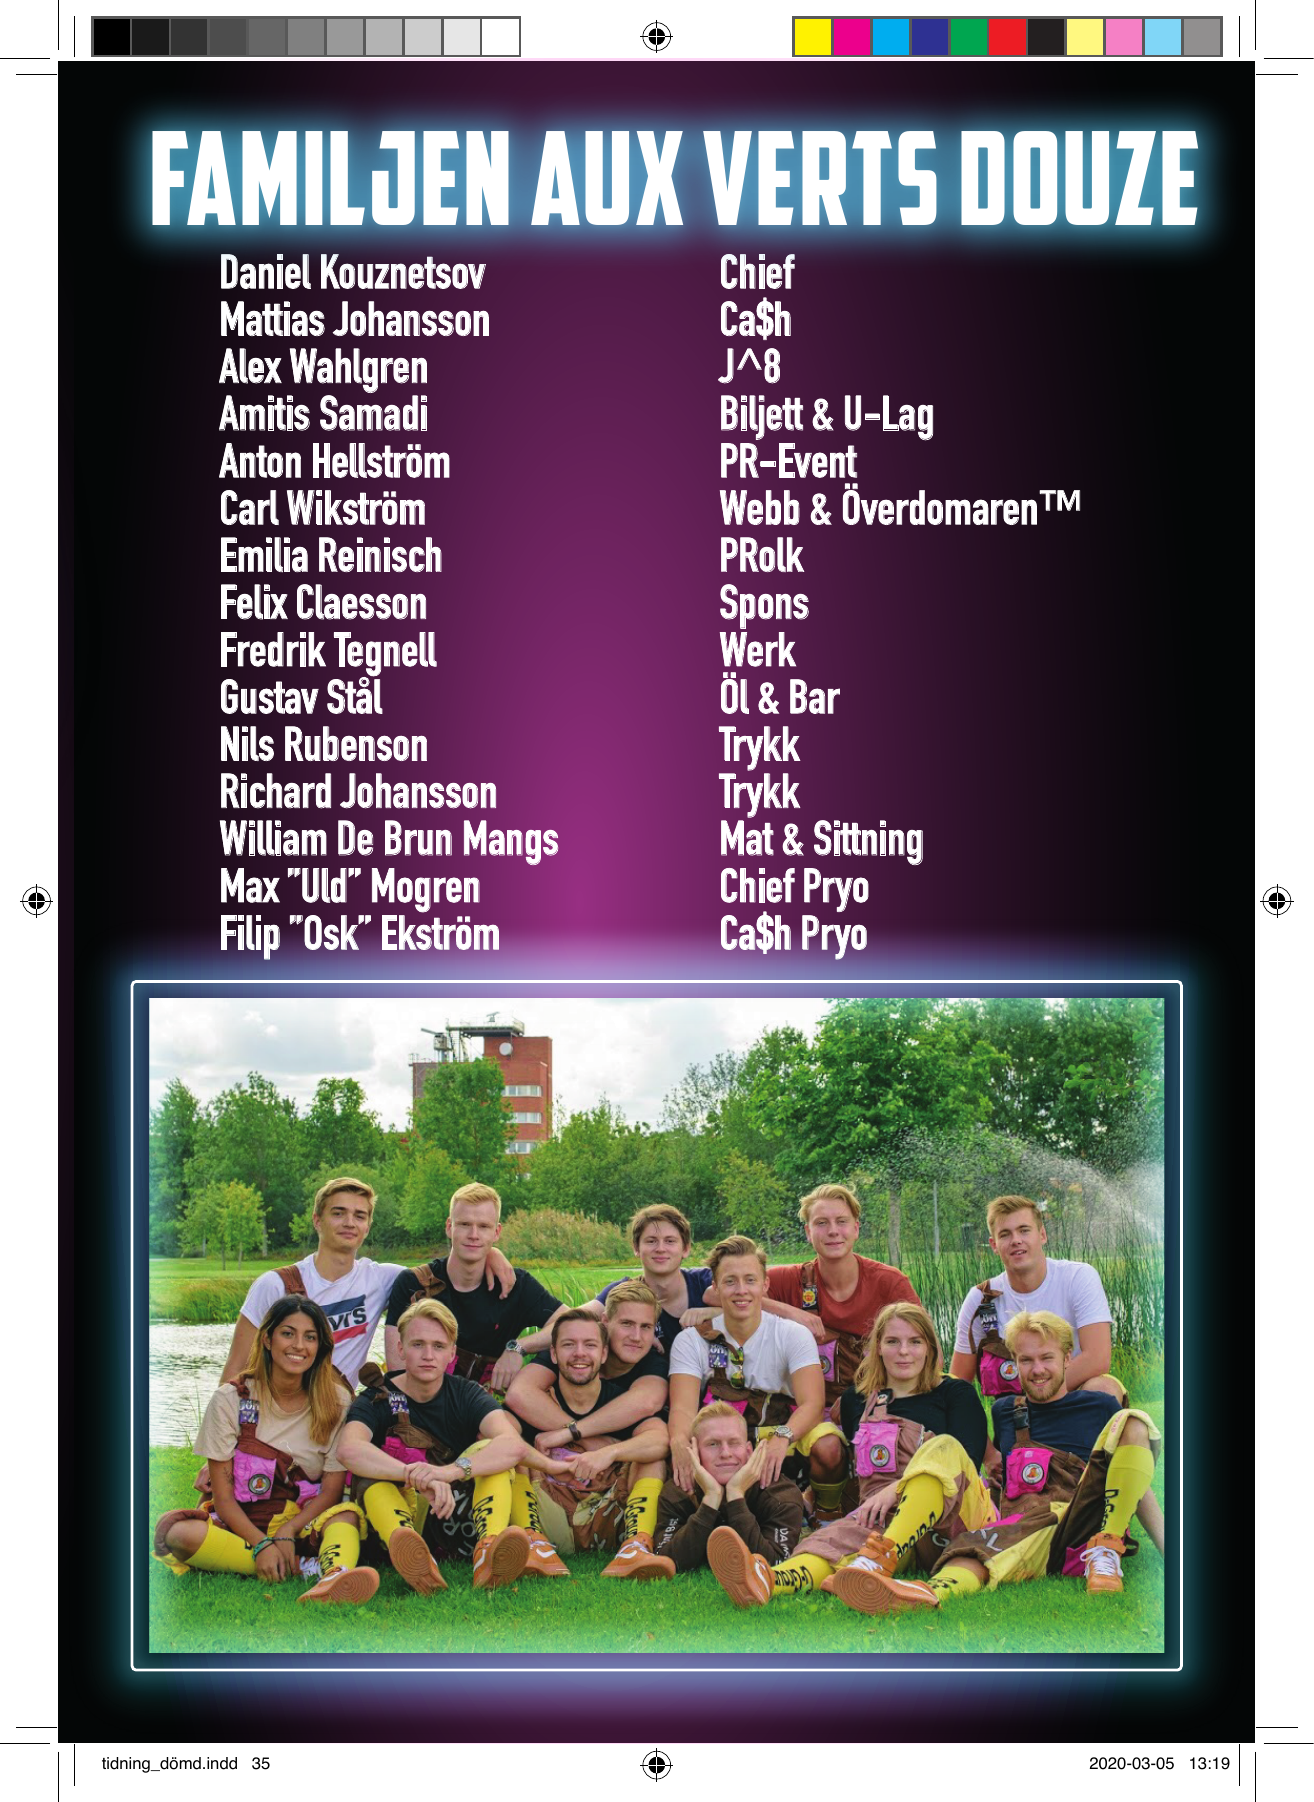 FAMILJEN AUX VERTS DOUZE
Daniel Kouznetsov Chief
Mattias Johansson Ca$h
Alex Wahlgren J^8
Amitis Samadi Biljett & U-Lag
Anton Hellström PR-Event
Carl Wikström Webb & Överdomaren™
Emilia Reinisch PRolk
Felix Claesson Spons
Fredrik Tegnell Werk
Gustav Stål Öl & Bar
Nils Rubenson Trykk
Richard Johansson Trykk
William De Brun Mangs Mat & Sittning
Max "Uld" Mogren Chief Pryo
Filip "Osk" Ekström Ca$h Pryo
tidning_dömd.indd 35 2020-03-05 13:19